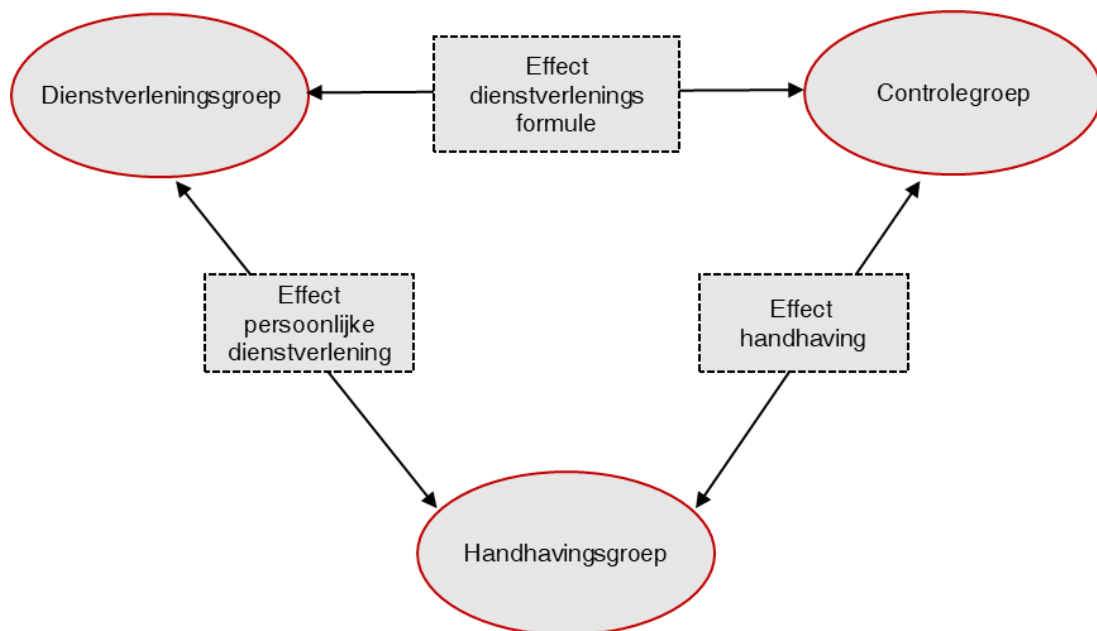 Dienstverleningsgroep
Effect
dienstverlenings
formule
Controlegroep
Effect
persoonlijke
dienstverlening
Effect
handhaving
Handhavingsgroep